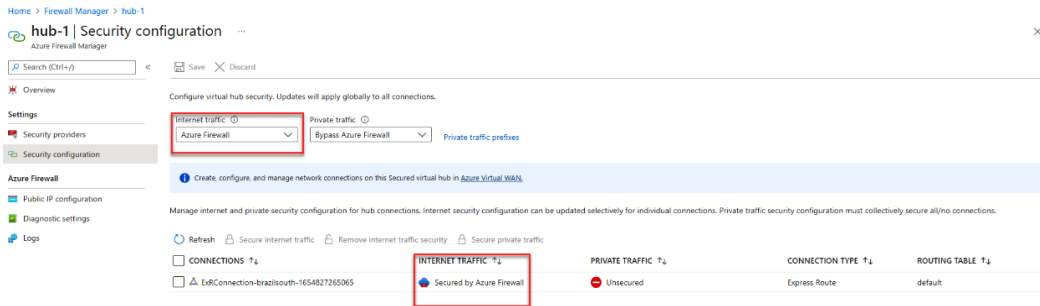 Home > Firewall Manager > hub-1
hub-1 | Security configuration ...
Azure Firewall Manager
Search (Ctrl+/)
Save Discard
Overview
Configure virtual hub security. Updates will apply globally to all connections.
Settings
Internet traffic Private traffic
Security providers
Azure Firewall Bypass Azure Firewall Private traffic prefixes
Security configuration
Azure Firewall
Create, configure, and manage network connections on this Secured virtual hub in Azure Virtual WAN.
Public IP configuration
Manage internet and private security configuration for hub connections. Internet security configuration can be updated selectively for individual connections. Private traffic security configuration must collectively secure all/no connections.
Diagnostic settings
Logs
Refresh Secure internet traffic Remove internet traffic security Secure private traffic
CONNECTIONS INTERNET TRAFFIC PRIVATE TRAFFIC CONNECTION TYPE ROUTING TABLE
ExRConnection-brazilsouth-1654827265065 Secured by Azure Firewall Unsecured Express Route default